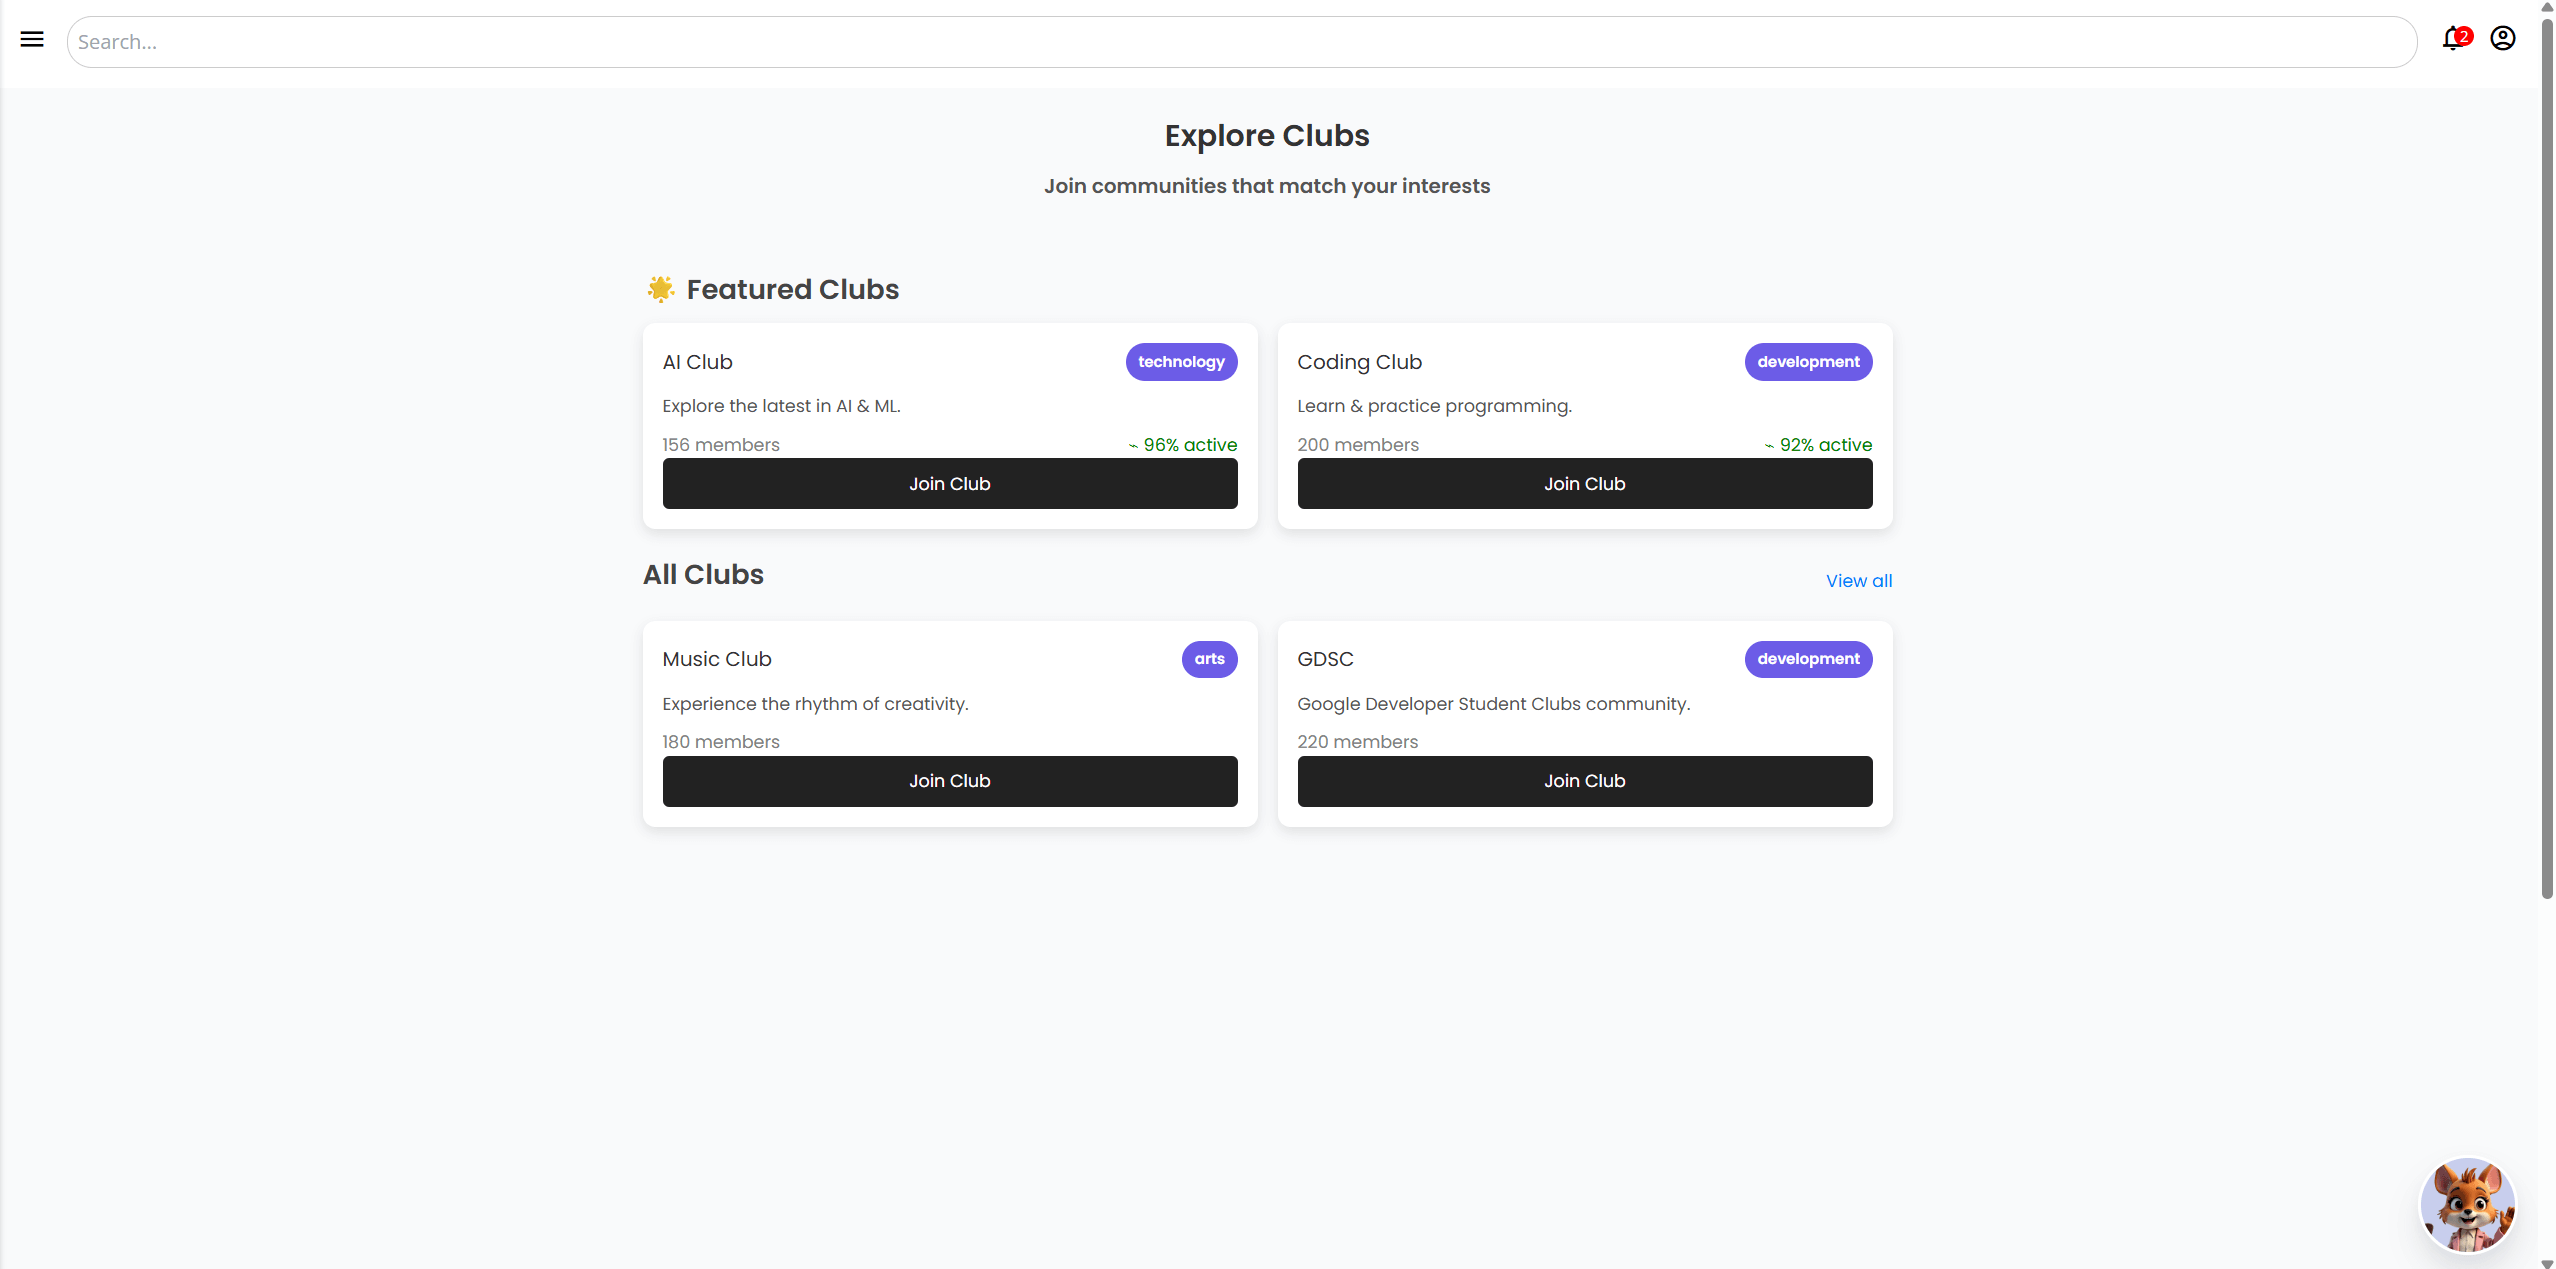 Search...
2
Explore Clubs
Join communities that match your interests
🌟 Featured Clubs
AI Club
technology
Explore the latest in AI & ML.
156 members
~ 96% active
Join Club
Coding Club
development
Learn & practice programming.
200 members
~ 92% active
Join Club
All Clubs
View all
Music Club
arts
Experience the rhythm of creativity.
180 members
Join Club
GDSC
development
Google Developer Student Clubs community.
220 members
Join Club